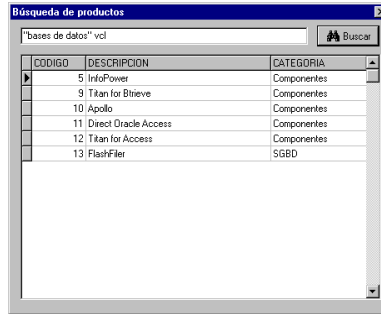 Búsqueda de productos
"bases de datos" vcl Buscar
CODIGO DESCRIPCION CATEGORIA
5 InfoPower Componentes
9 Titan for Btrieve Componentes
10 Apollo Componentes
11 Direct Oracle Access Componentes
12 Titan for Access Componentes
13 FlashFiler SGBD